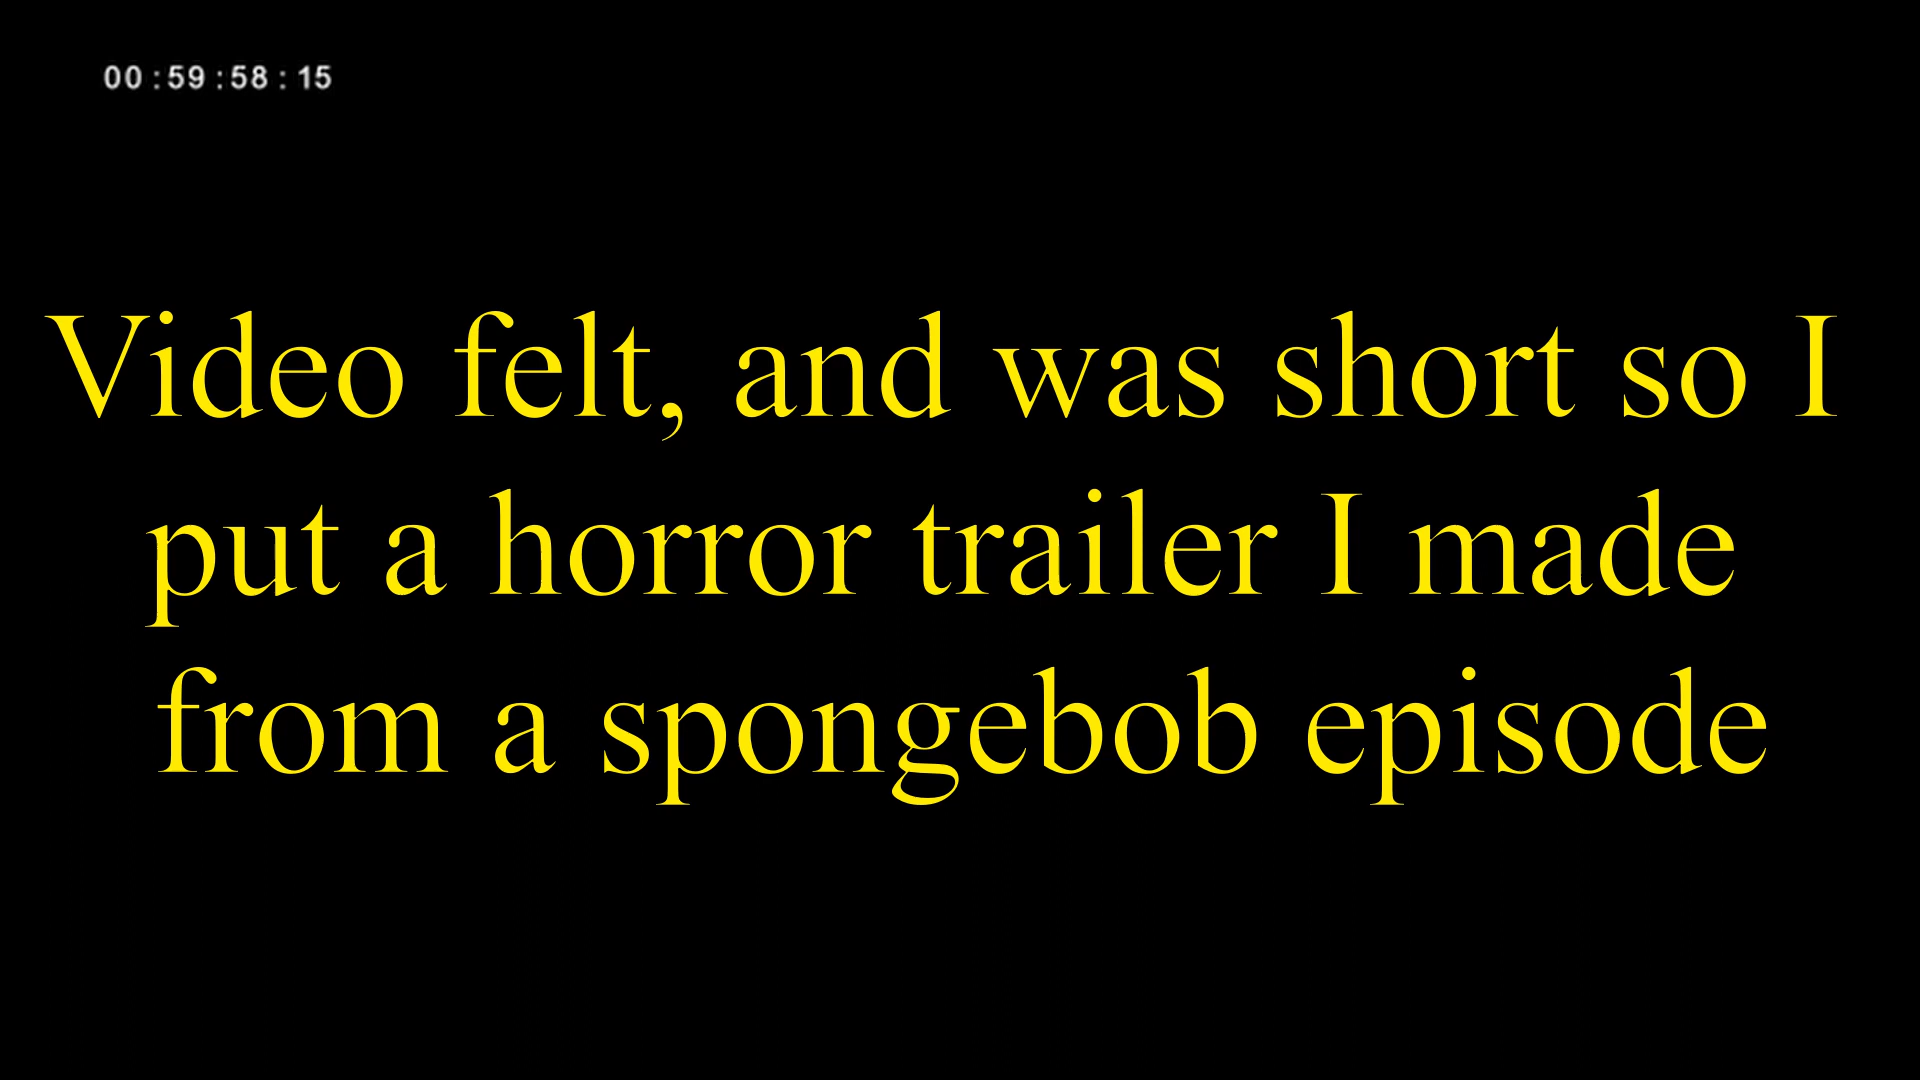 00:59:58:15
Video felt, and was short so I
put a horror trailer I made
from a spongebob episode